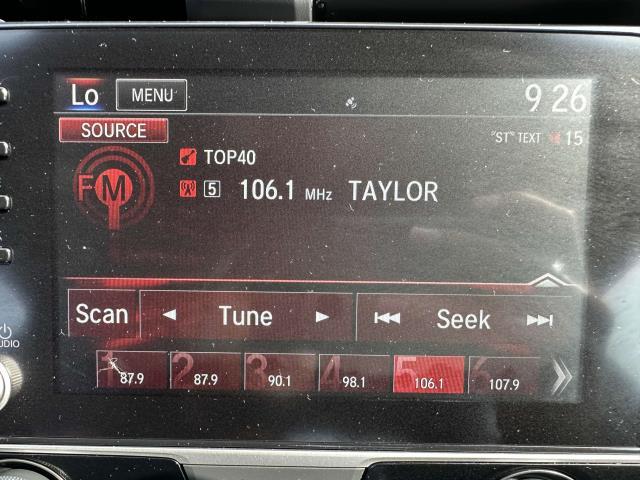 Lo MENU 9 26
SOURCE "ST" TEXT 15
TOP40
FM 5 106.1 MHz TAYLOR
Scan Tune Seek
1 2 3 4 5 6
87.9 87.9 90.1 98.1 106.1 107.9